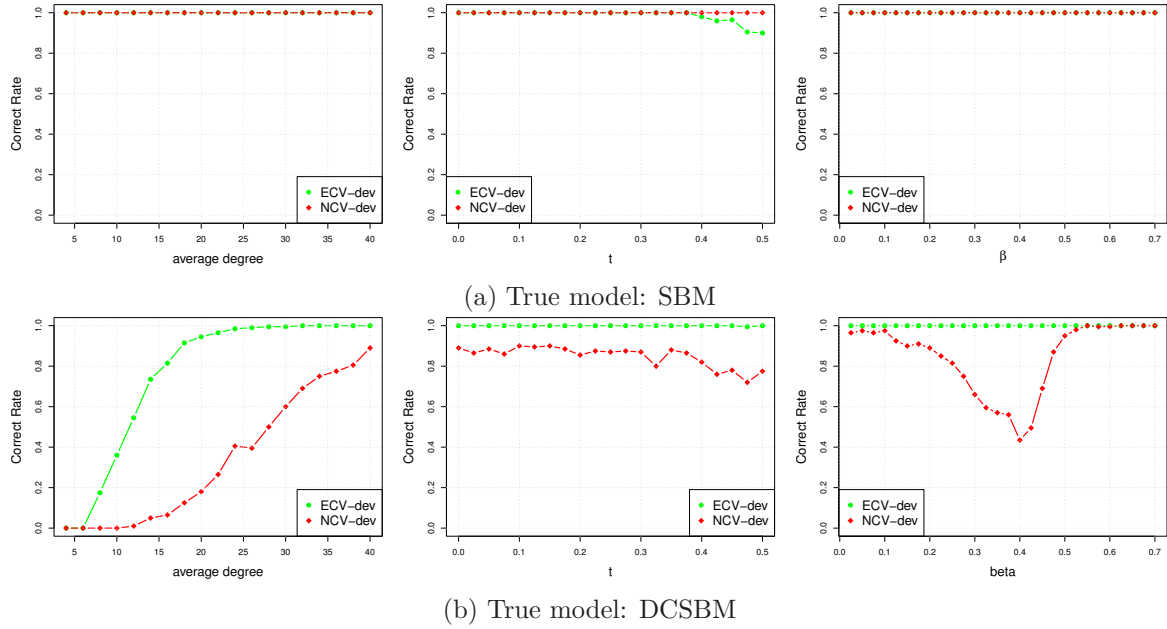 Correct Rate
0.0 0.2 0.4 0.6 0.8 1.0
ECV-dev
NCV-dev
5 10 15 20 25 30 35 40
average degree
Correct Rate
0.0 0.2 0.4 0.6 0.8 1.0
ECV-dev
NCV-dev
0.0 0.1 0.2 0.3 0.4 0.5
t
Correct Rate
0.0 0.2 0.4 0.6 0.8 1.0
ECV-dev
NCV-dev
0.0 0.1 0.2 0.3 0.4 0.5 0.6 0.7
β
(a) True model: SBM
Correct Rate
0.0 0.2 0.4 0.6 0.8 1.0
ECV-dev
NCV-dev
5 10 15 20 25 30 35 40
average degree
Correct Rate
0.0 0.2 0.4 0.6 0.8 1.0
ECV-dev
NCV-dev
0.0 0.1 0.2 0.3 0.4 0.5
t
Correct Rate
0.0 0.2 0.4 0.6 0.8 1.0
ECV-dev
NCV-dev
0.0 0.1 0.2 0.3 0.4 0.5 0.6 0.7
beta
(b) True model: DCSBM